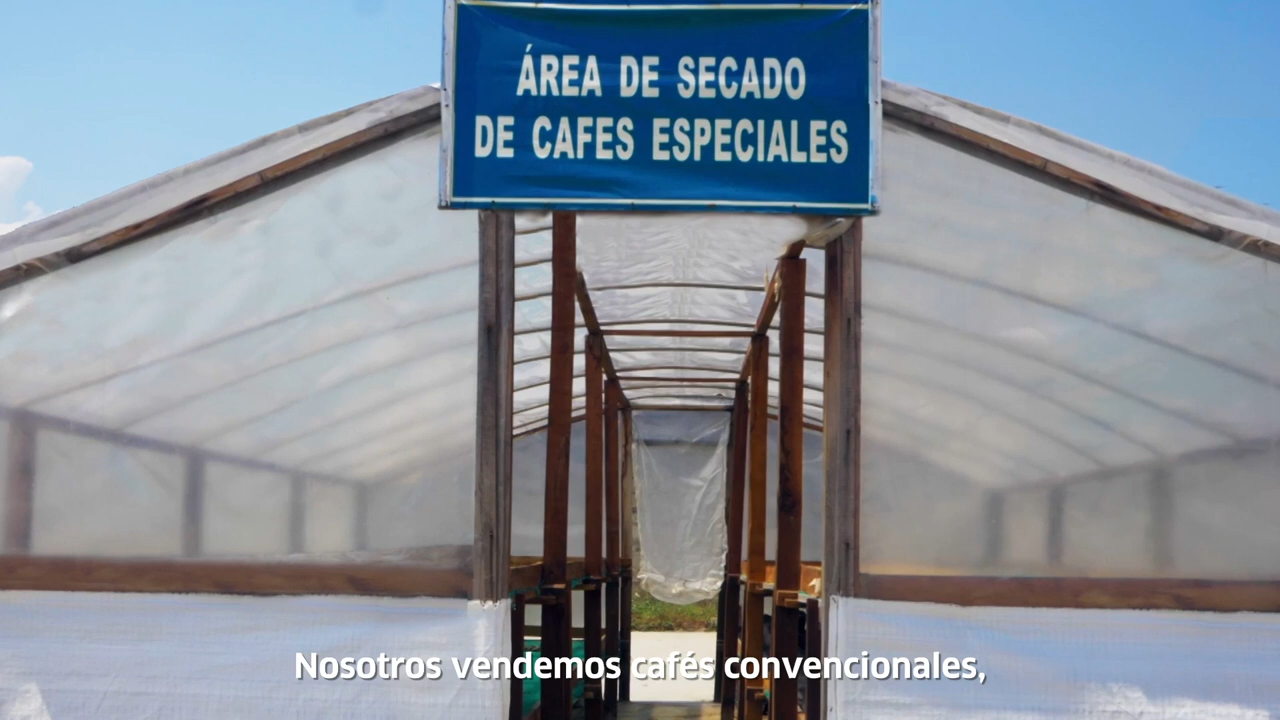 ÁREA DE SECADO
DE CAFES ESPECIALES
Nosotros vendemos cafés convencionales,